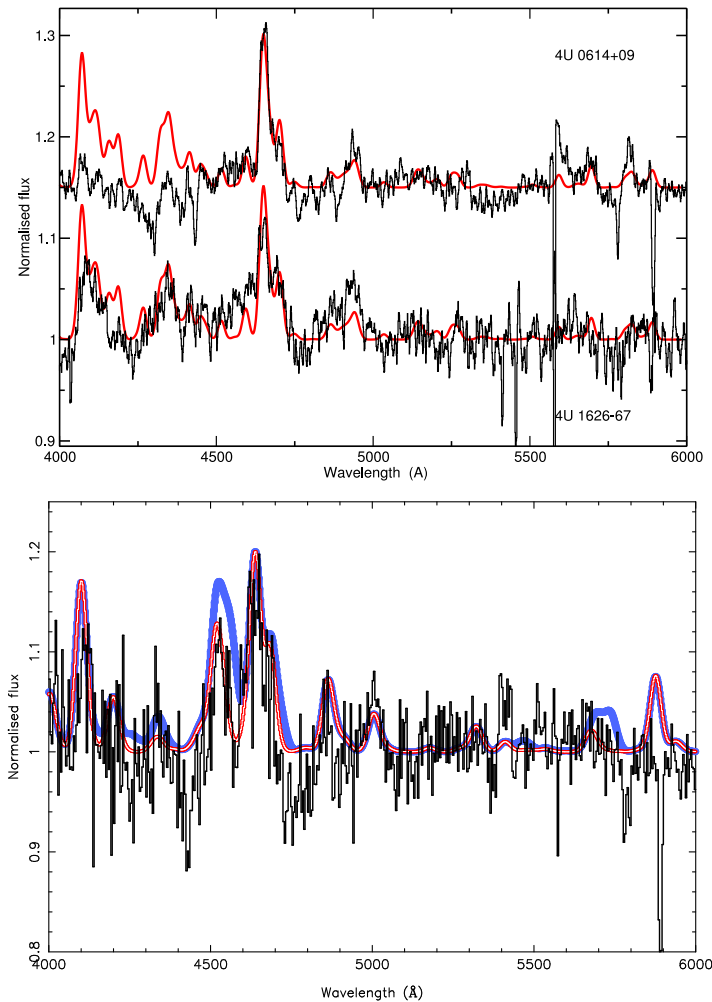 1.3
4U 0614+09
1.2
Normalised flux
1.1
1
4U 1626-67
0.9
4000 4500 5000 5500 6000
Wavelength (A)
1.2
Normalised flux
1.1
1
0.9
0.8
4000 4500 5000 5500 6000
Wavelength (Å)